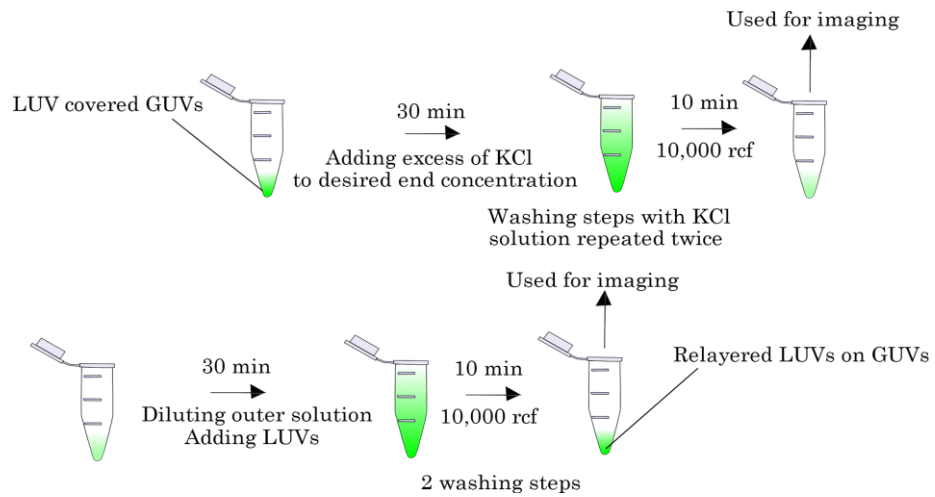 Used for imaging
LUV covered GUVs
30 min
10 min
Adding excess of KCl
to desired end concentration
10,000 rcf
Washing steps with KCl
solution repeated twice
Used for imaging
30 min
10 min
Relayered LUVs on GUVs
Diluting outer solution
Adding LUVs
10,000 rcf
2 washing steps